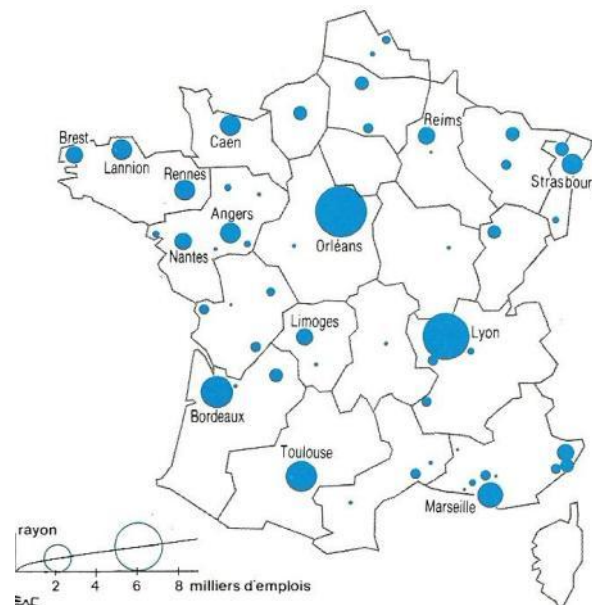 Reims
Brest
Caen
Lannion
Rennes
Strasbour
Angers
Orléans
Nantes
Limoges
Lyon
Bordeaux
Toulouse
Marseille
rayon
2 4 6 8 milliers d'emplois